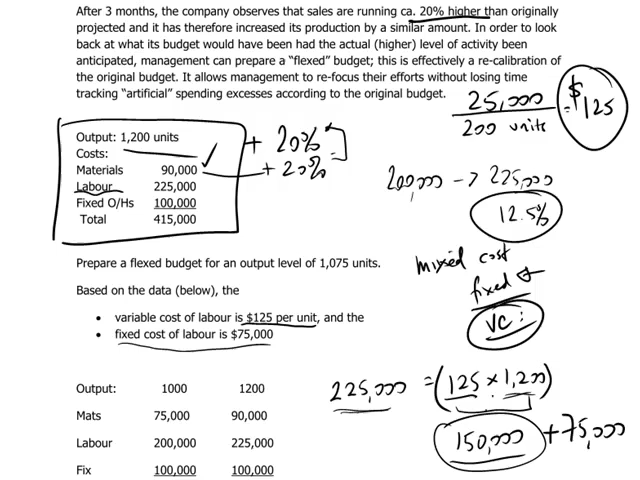 After 3 months, the company observes that sales are running ca. 20% higher than originally
projected and it has therefore increased its production by a similar amount. In order to look
back at what its budget would have been had the actual (higher) level of activity been
anticipated, management can prepare a "flexed" budget; this is effectively a re-calibration of
the original budget. It allows management to re-focus their efforts without losing time
tracking "artificial" spending excesses according to the original budget.
25,000
200 units
= $125
Output: 1,200 units
Costs:
Materials 90,000
Labour 225,000
Fixed O/Hs 100,000
Total 415,000
+ 20%
+ 20%
200,000 -> 225,000
12.5%
mixed cost
fixed +
VC:
Prepare a flexed budget for an output level of 1,075 units.
Based on the data (below), the
• variable cost of labour is $125 per unit, and the
• fixed cost of labour is $75,000
225,000 = (125 x 1,200)
150,000 + 75,000
Output: 1000 1200
Mats 75,000 90,000
Labour 200,000 225,000
Fix 100,000 100,000